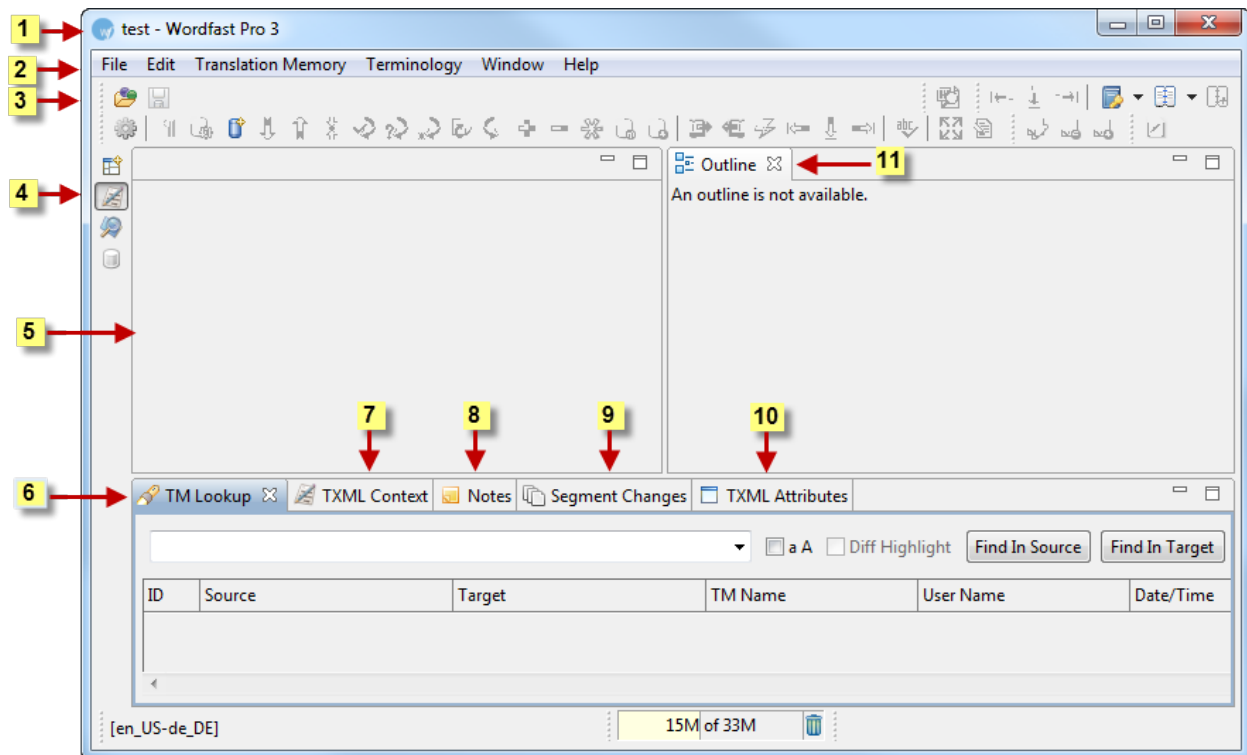 1
test - Wordfast Pro 3
2
File Edit Translation Memory Terminology Window Help
3
4
Outline
11
An outline is not available.
5
7
8
9
10
6
TM Lookup TXML Context Notes Segment Changes TXML Attributes
a A Diff Highlight Find In Source Find In Target
ID Source Target TM Name User Name Date/Time
[en_US-de_DE] 15M of 33M